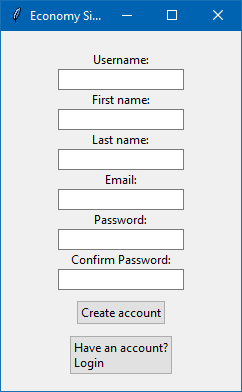 Economy Si...
Username:
First name:
Last name:
Email:
Password:
Confirm Password:
Create account
Have an account?
Login